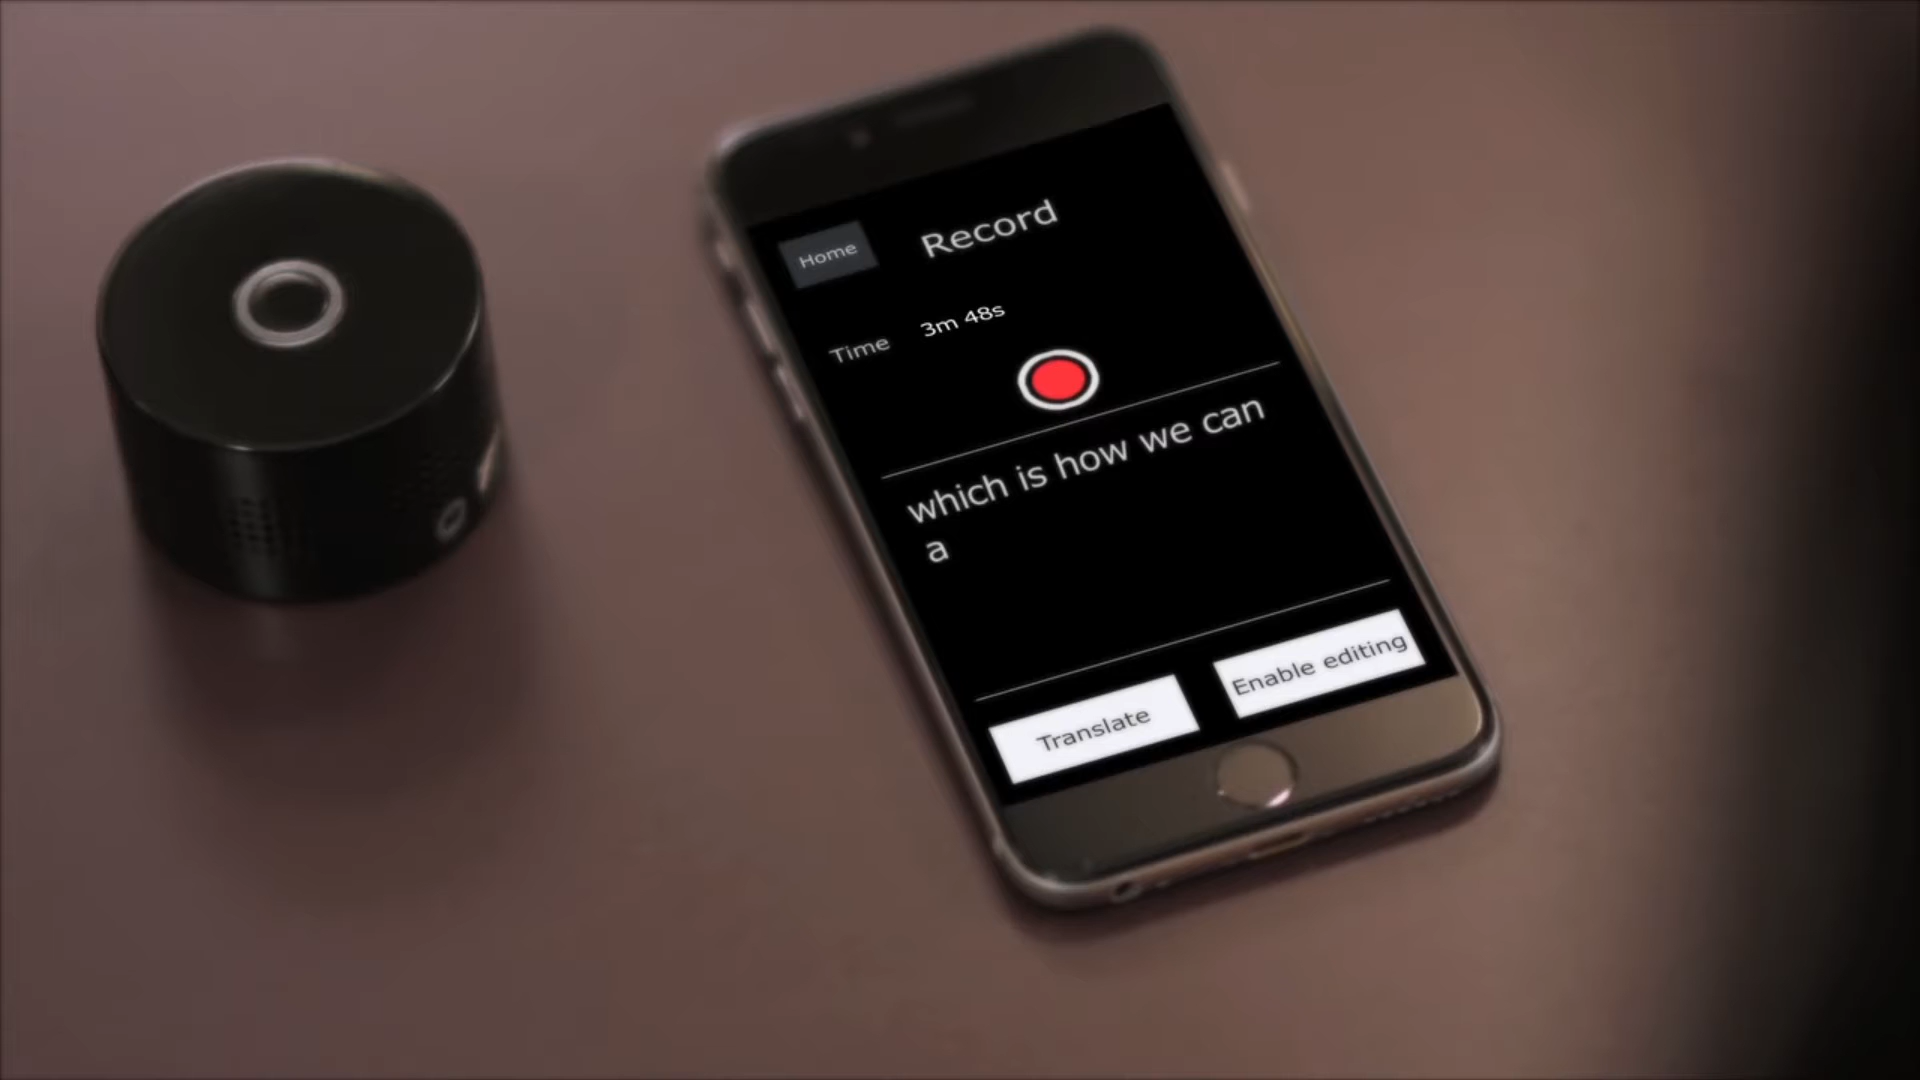 Home
Record
Time
3m 48s
which is how we can
a
Translate
Enable editing